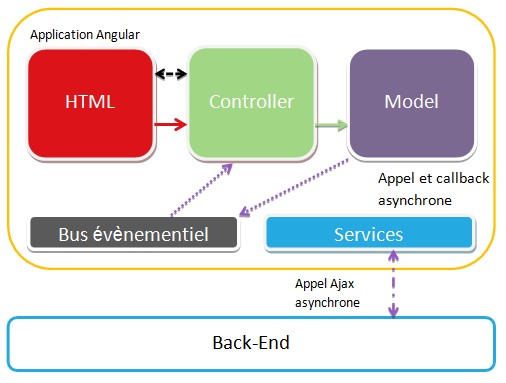 Application Angular
HTML
Controller
Model
Appel et callback
asynchrone
Bus évènementiel
Services
Appel Ajax
asynchrone
Back-End